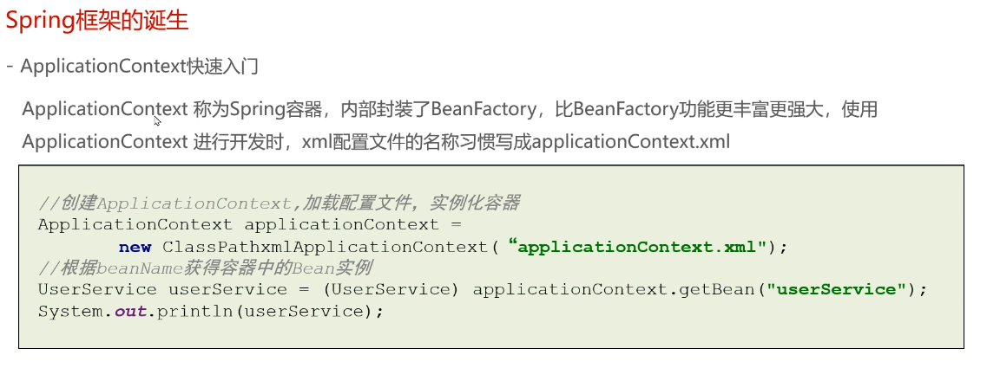 Spring框架的诞生
- ApplicationContext快速入门
ApplicationContext 称为Spring容器，内部封装了BeanFactory，比BeanFactory功能更丰富更强大，使用
ApplicationContext 进行开发时，xml配置文件的名称习惯写成applicationContext.xml
//创建ApplicationContext,加载配置文件，实例化容器
ApplicationContext applicationContext =
new ClassPathxmlApplicationContext(“applicationContext.xml");
//根据beanName获得容器中的Bean实例
UserService userService = (UserService) applicationContext.getBean("userService");
System.out.println(userService);